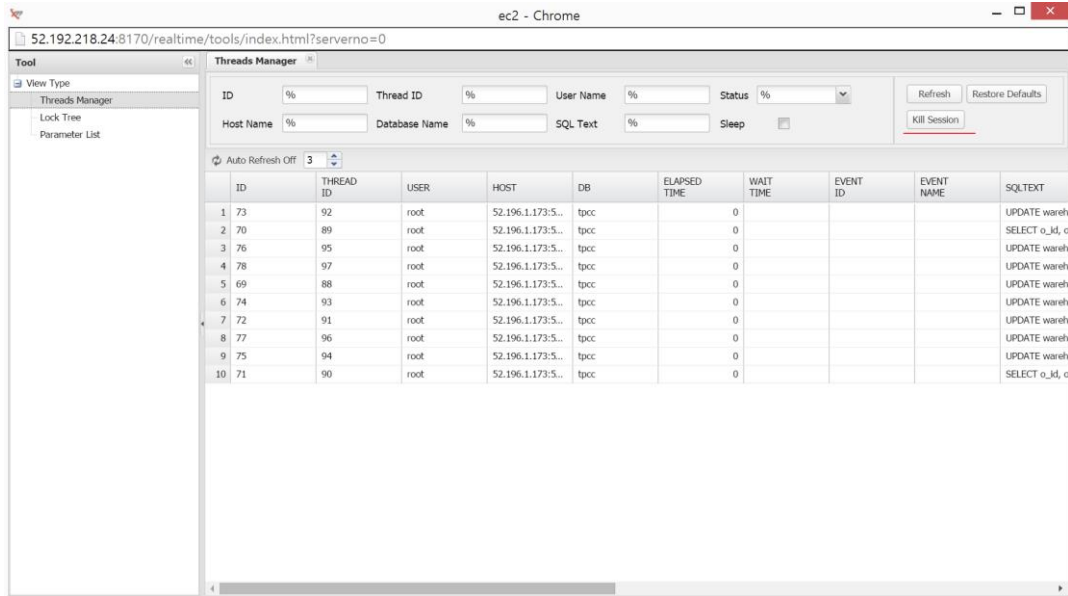 ec2 - Chrome
52.192.218.24:8170/realtime/tools/index.html?serverno=0
Tool
View Type
Threads Manager
Lock Tree
Parameter List
Threads Manager
ID % Thread ID % User Name % Status % Refresh Restore Defaults
Host Name % Database Name % SQL Text % Sleep Kill Session
Auto Refresh Off 3
ID THREAD ID USER HOST DB ELAPSED TIME WAIT TIME EVENT ID EVENT NAME SQLTEXT
1 73 92 root 52.196.1.173:5... tpcc 0 UPDATE wareh
2 70 89 root 52.196.1.173:5... tpcc 0 SELECT o_id, o
3 76 95 root 52.196.1.173:5... tpcc 0 UPDATE wareh
4 78 97 root 52.196.1.173:5... tpcc 0 UPDATE wareh
5 69 88 root 52.196.1.173:5... tpcc 0 UPDATE wareh
6 74 93 root 52.196.1.173:5... tpcc 0 UPDATE wareh
7 72 91 root 52.196.1.173:5... tpcc 0 UPDATE wareh
8 77 96 root 52.196.1.173:5... tpcc 0 UPDATE wareh
9 75 94 root 52.196.1.173:5... tpcc 0 UPDATE wareh
10 71 90 root 52.196.1.173:5... tpcc 0 SELECT o_id, o